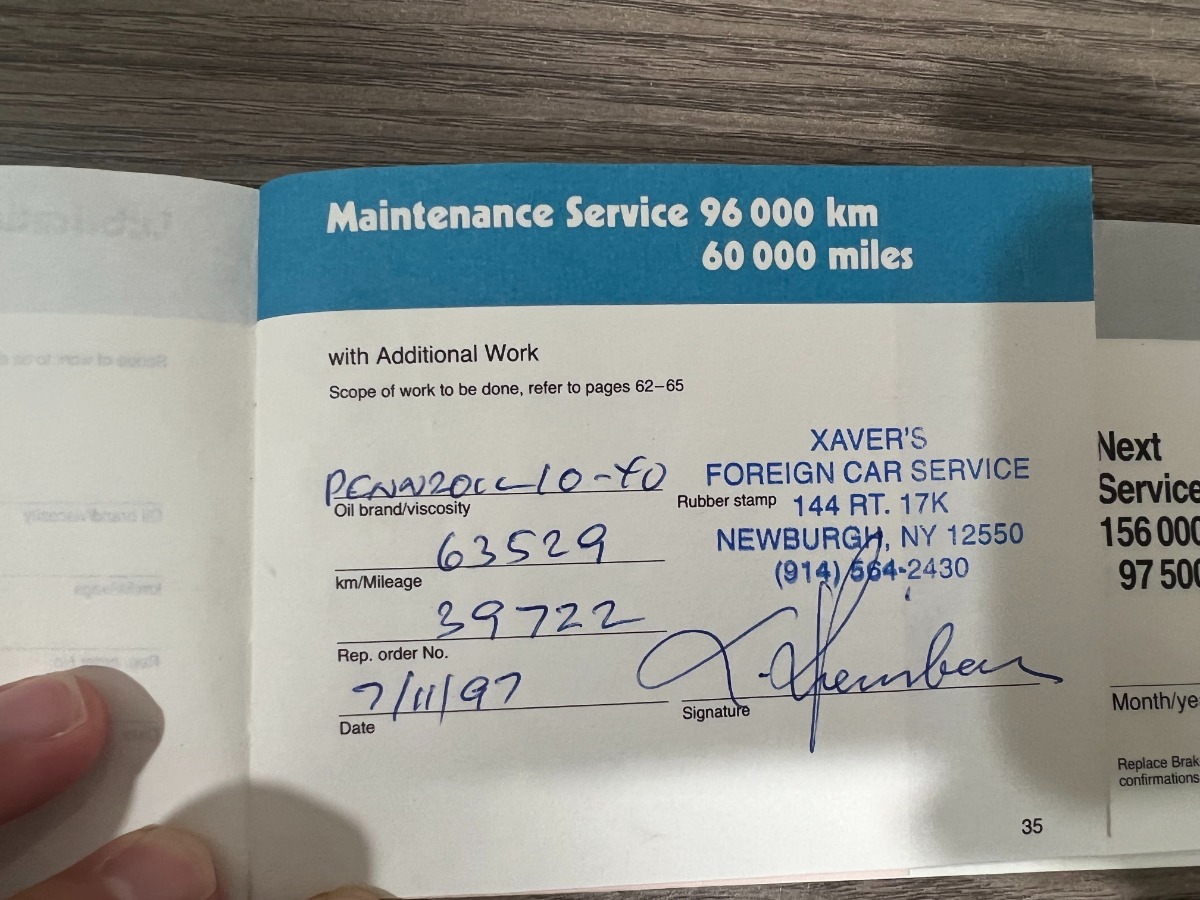 Maintenance Service 96 000 km
60 000 miles
with Additional Work
Scope of work to be done, refer to pages 62–65
PENNZOIL 10-40
Oil brand/viscosity
63529
km/Mileage
39722
Rep. order No.
7/11/97
Date
XAVER'S
FOREIGN CAR SERVICE
Rubber stamp 144 RT. 17K
NEWBURGH, NY 12550
(914) 564-2430
Signature
35
Next
Service
156 000
97 500
Month/ye
Replace Brak
confirmations